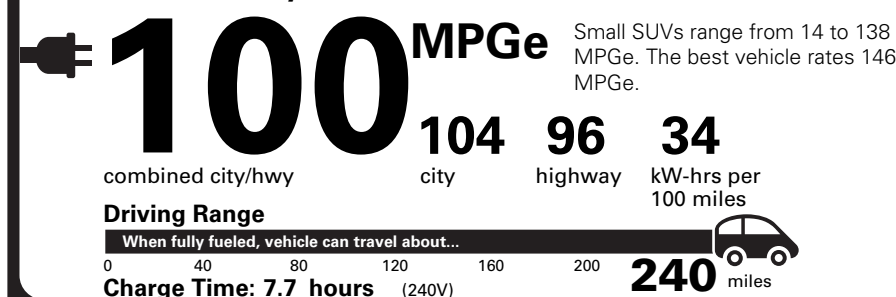 100 MPGe
Small SUVs range from 14 to 138
MPGe. The best vehicle rates 146
MPGe.
104 96 34
combined city/hwy city highway kW-hrs per
100 miles
Driving Range
When fully fueled, vehicle can travel about...
0 40 80 120 160 200 240 miles
Charge Time: 7.7 hours (240V)